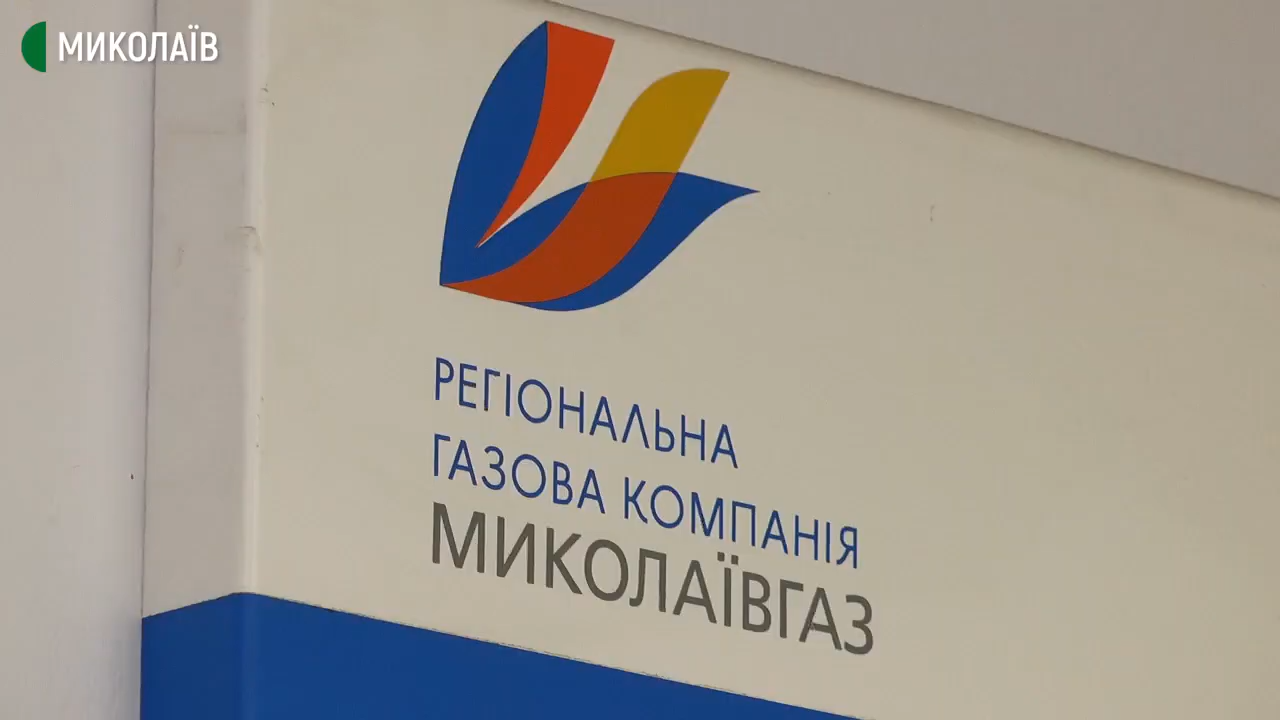 МИКОЛАЇВ
РЕГІОНАЛЬНА
ГАЗОВА КОМПАНІЯ
МИКОЛАЇВГАЗ